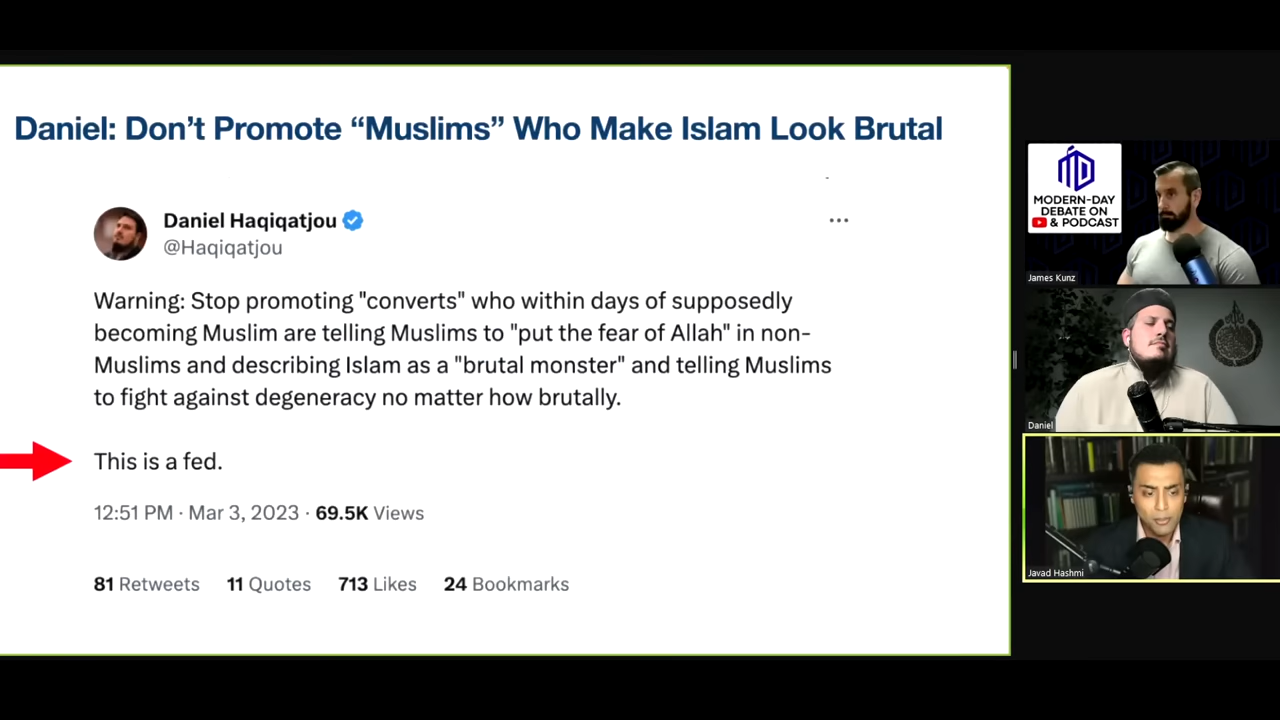 Daniel: Don’t Promote “Muslims” Who Make Islam Look Brutal
Daniel Haqiqatjou
@Haqiqatjou
Warning: Stop promoting "converts" who within days of supposedly
becoming Muslim are telling Muslims to "put the fear of Allah" in non-
Muslims and describing Islam as a "brutal monster" and telling Muslims
to fight against degeneracy no matter how brutally.
This is a fed.
12:51 PM · Mar 3, 2023 · 69.5K Views
81 Retweets 11 Quotes 713 Likes 24 Bookmarks
MODERN-DAY
DEBATE ON
& PODCAST
James Kunz
Daniel
Javad Hashmi